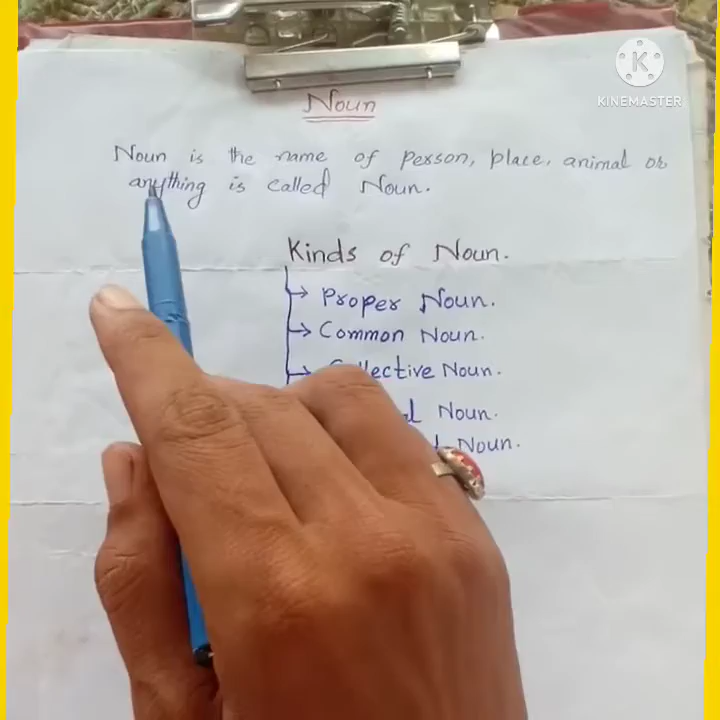 KINEMASTER
Noun
Noun is the name of person, place, animal or
anything is called Noun.
Kinds of Noun.
Proper Noun.
Common Noun.
Collective Noun.
Noun.
Noun.